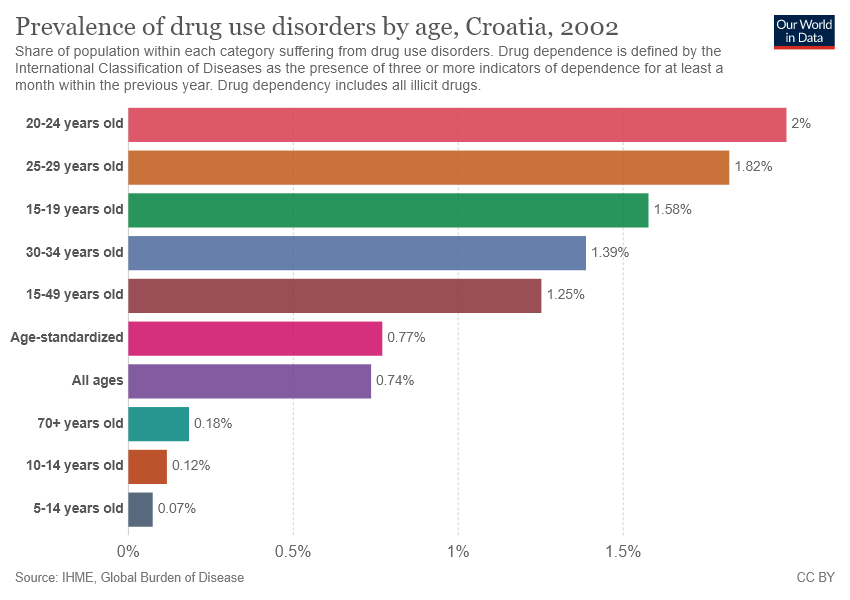 Prevalence of drug use disorders by age, Croatia, 2002
Our World
in Data
Share of population within each category suffering from drug use disorders. Drug dependence is defined by the
International Classification of Diseases as the presence of three or more indicators of dependence for at least a
month within the previous year. Drug dependency includes all illicit drugs.
20-24 years old 2%
25-29 years old 1.82%
15-19 years old 1.58%
30-34 years old 1.39%
15-49 years old 1.25%
Age-standardized 0.77%
All ages 0.74%
70+ years old 0.18%
10-14 years old 0.12%
5-14 years old 0.07%
0% 0.5% 1% 1.5%
Source: IHME, Global Burden of Disease CC BY